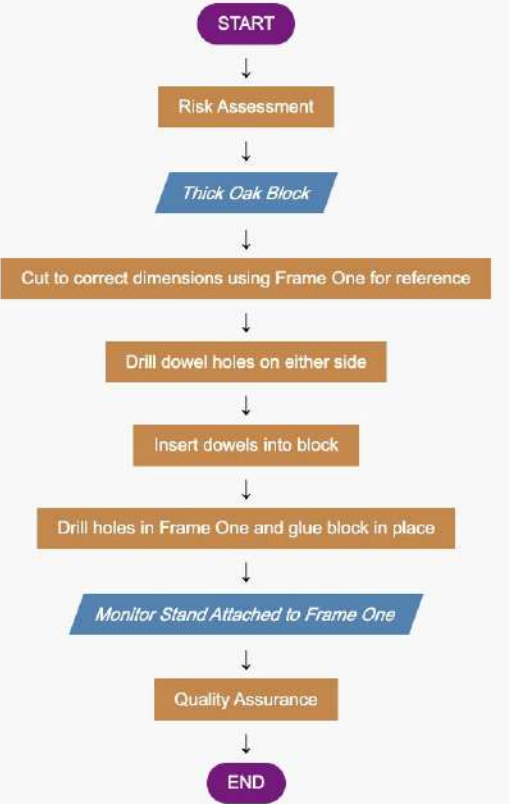 START
Risk Assessment
Thick Oak Block
Cut to correct dimensions using Frame One for reference
Drill dowel holes on either side
Insert dowels into block
Drill holes in Frame One and glue block in place
Monitor Stand Attached to Frame One
Quality Assurance
END